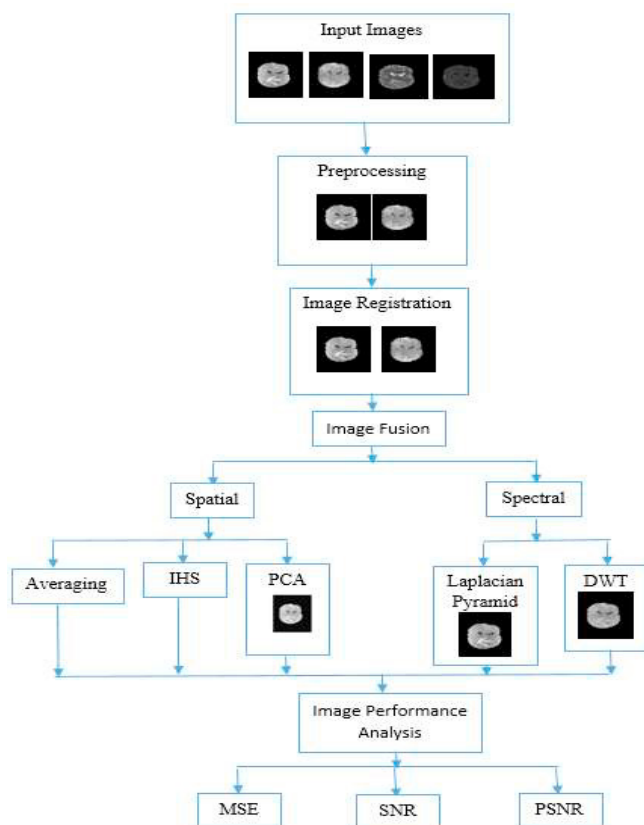 Input Images
Preprocessing
Image Registration
Image Fusion
Spatial
Spectral
Averaging
IHS
PCA
Laplacian
Pyramid
DWT
Image Performance
Analysis
MSE
SNR
PSNR